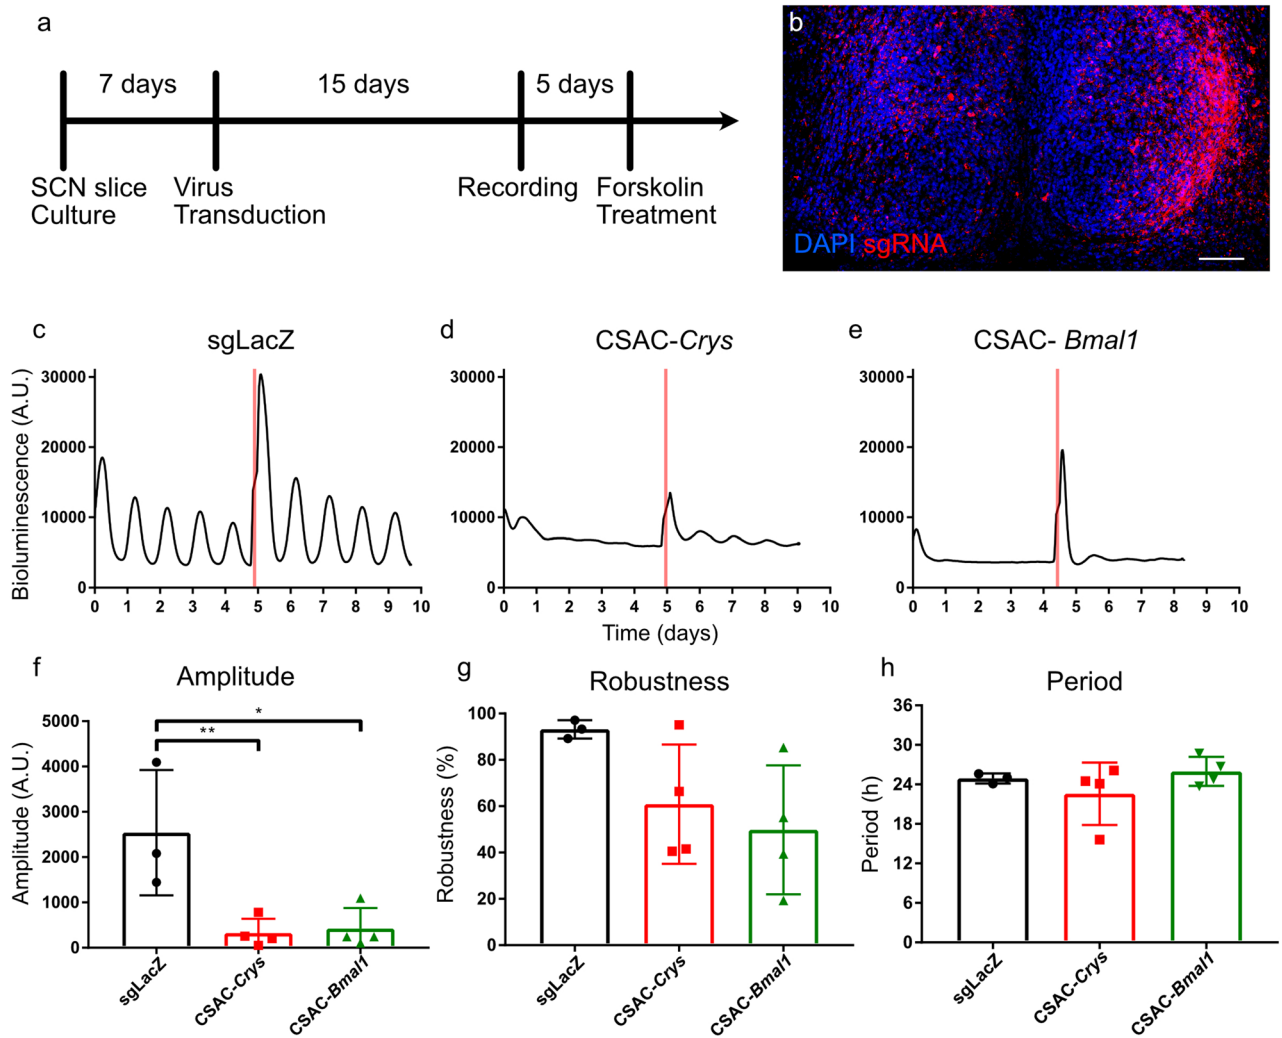 a
7 days
15 days
5 days
SCN slice
Culture
Virus
Transduction
Recording
Forskolin
Treatment
b
DAPI sgRNA
c
sgLacZ
Bioluminescence (A.U.)
30000
20000
10000
0
0 1 2 3 4 5 6 7 8 9 10
d
CSAC-Crys
30000
20000
10000
0
0 1 2 3 4 5 6 7 8 9 10
Time (days)
e
CSAC- Bmal1
30000
20000
10000
0
0 1 2 3 4 5 6 7 8 9 10
f
Amplitude
Amplitude (A.U.)
5000
4000
3000
2000
1000
0
*
**
sgLacZ
CSAC-Crys
CSAC-Bmal1
g
Robustness
Robustness (%)
100
80
60
40
20
0
sgLacZ
CSAC-Crys
CSAC-Bmal1
h
Period
Period (h)
36
30
24
18
12
6
0
sgLacZ
CSAC-Crys
CSAC-Bmal1